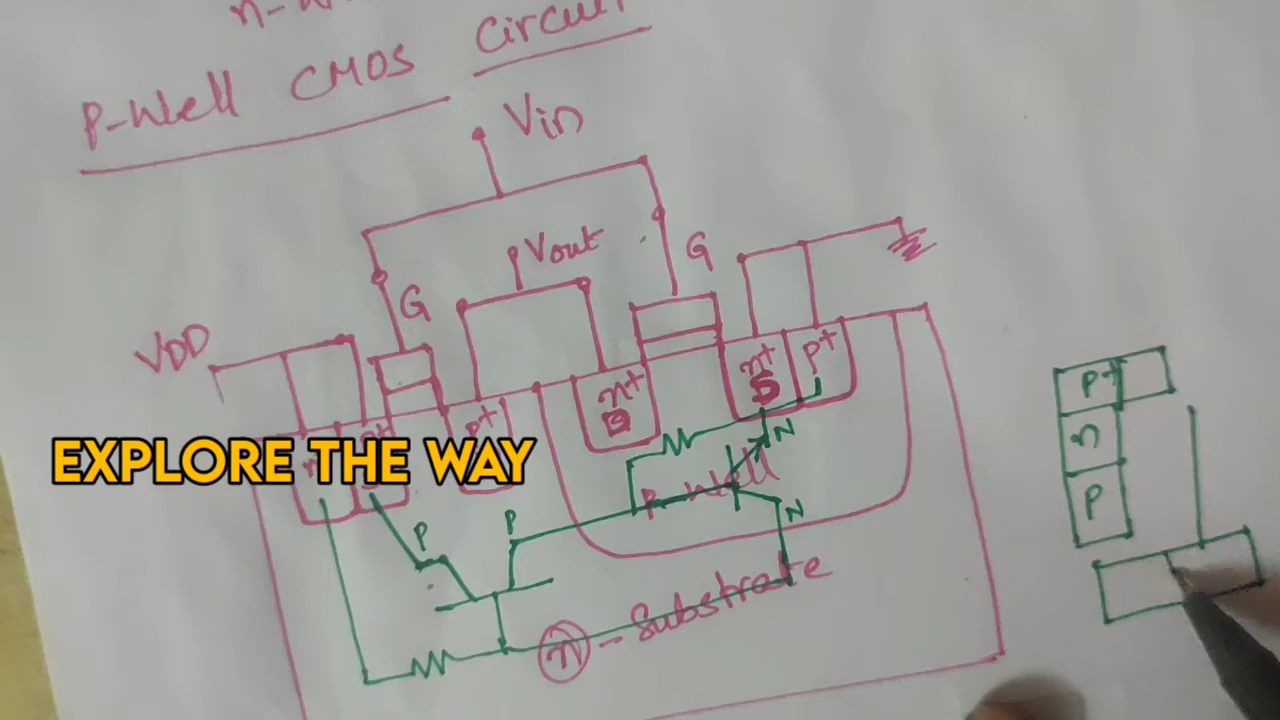 n-W
P-Well CMOS Circuit
Vin
Vout
G
G
VDD
n+
n+
S
P+
P+
P+
EXPLORE THE WAY
N
P-Well
P
P
N
n - Substrate
P+
n
P